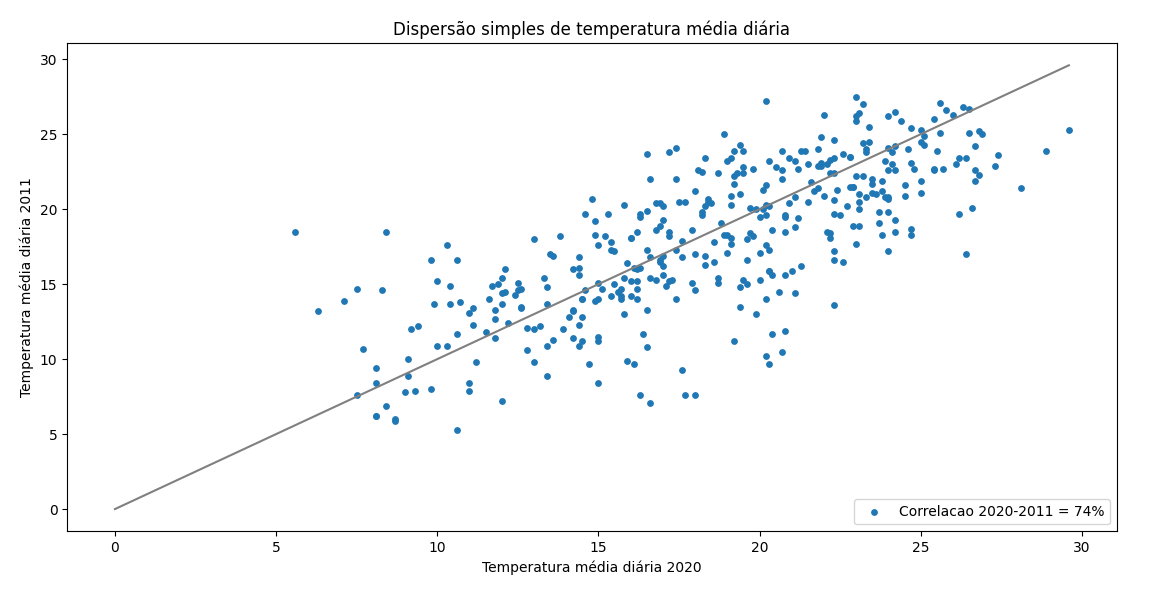 Dispersão simples de temperatura média diária
Temperatura média diária 2011
30
25
20
15
10
5
0
Correlacao 2020-2011 = 74%
0 5 10 15 20 25 30
Temperatura média diária 2020